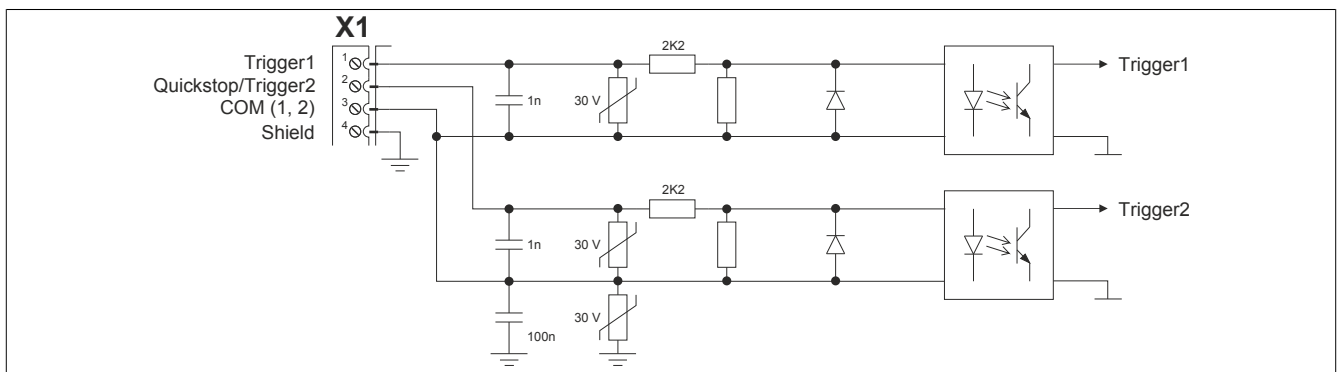 X1
Trigger1
1
Quickstop/Trigger2
2
COM (1, 2)
3
Shield
4
1n
30 V
2K2
Trigger1
1n
30 V
2K2
Trigger2
100n
30 V